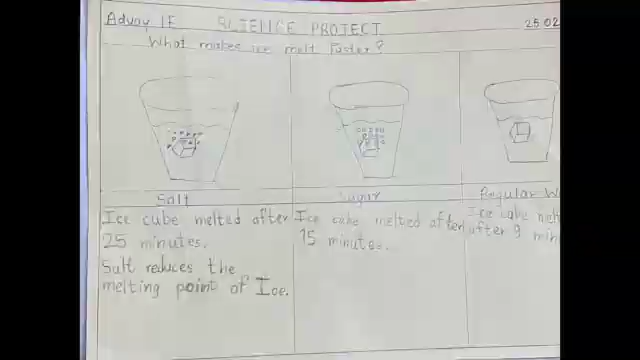 Advay 1E SCIENCE PROJECT 25.02
What makes ice melt faster?
Salt
Ice cube melted after
25 minutes.
Salt reduces the
melting point of Ice.
Sugar
Ice cube melted after
15 minutes.
Regular W
Ice cube melt
after 9 min